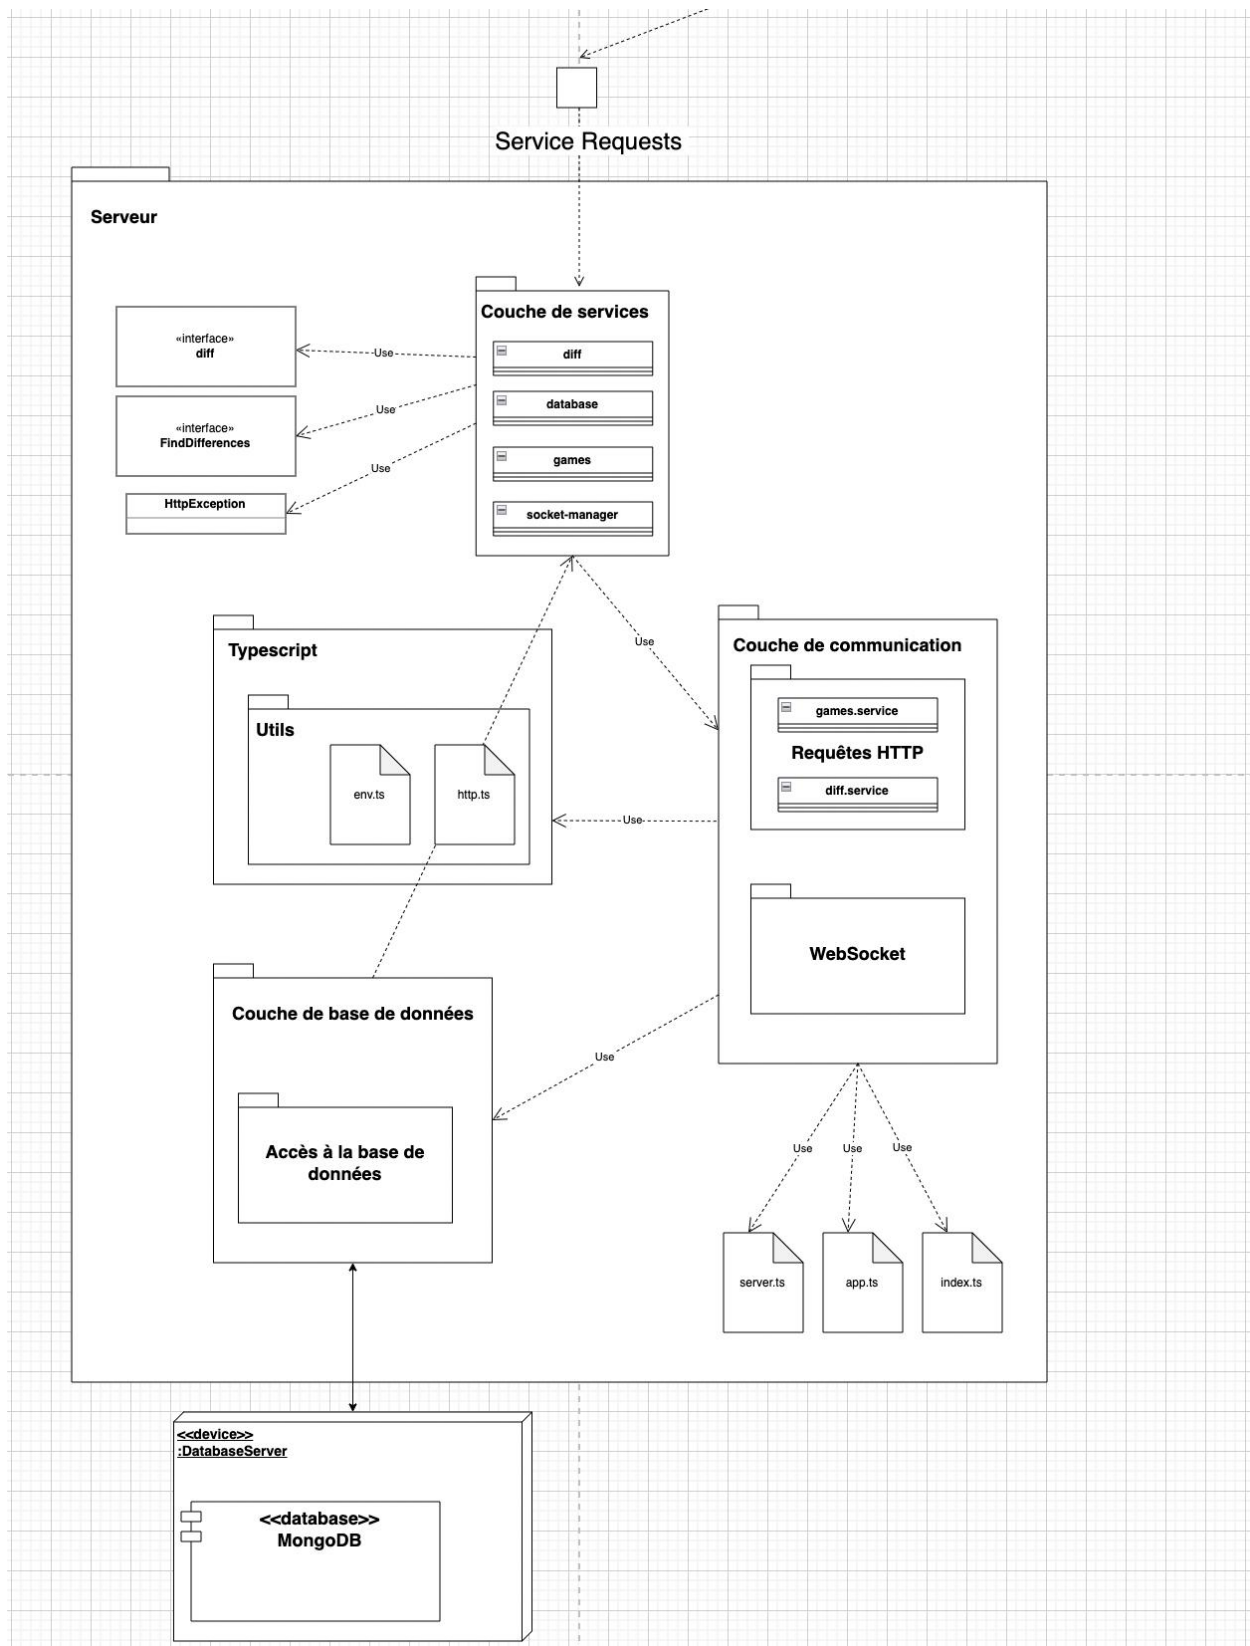 Service Requests
Serveur
Couche de services
«interface»
diff
Use
diff
database
Use
«interface»
FindDifferences
games
Use
HttpException
socket-manager
Use
Typescript
Couche de communication
Utils
games.service
Requêtes HTTP
env.ts
http.ts
diff.service
Use
WebSocket
Couche de base de données
Use
Accès à la base de
données
Use
Use
Use
server.ts
app.ts
index.ts
<<device>>
:DatabaseServer
<<database>>
MongoDB